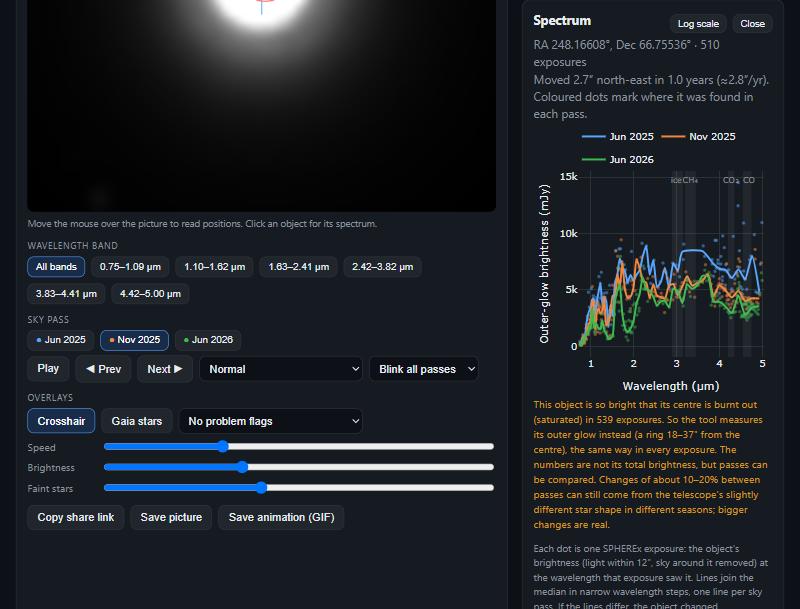 Move the mouse over the picture to read positions. Click an object for its spectrum.
WAVELENGTH BAND
All bands
0.75–1.09 µm
1.10–1.62 µm
1.63–2.41 µm
2.42–3.82 µm
3.83–4.41 µm
4.42–5.00 µm
SKY PASS
Jun 2025
Nov 2025
Jun 2026
Play
◀ Prev
Next ▶
Normal
Blink all passes
OVERLAYS
Crosshair
Gaia stars
No problem flags
Speed
Brightness
Faint stars
Copy share link
Save picture
Save animation (GIF)
Spectrum
Log scale
Close
RA 248.16608°, Dec 66.75536° · 510
exposures
Moved 2.7″ north-east in 1.0 years (≈2.8″/yr).
Coloured dots mark where it was found in
each pass.
Jun 2025
Nov 2025
Jun 2026
Outer-glow brightness (mJy)
15k
10k
5k
0
ice
CH₄
CO₂
CO
1
2
3
4
5
Wavelength (µm)
This object is so bright that its centre is burnt out
(saturated) in 539 exposures. So the tool measures
its outer glow instead (a ring 18–37″ from the
centre), the same way in every exposure. The
numbers are not its total brightness, but passes can
be compared. Changes of about 10–20% between
passes can still come from the telescope's slightly
different star shape in different seasons; bigger
changes are real.
Each dot is one SPHEREx exposure: the object's
brightness (light within 12″, sky around it removed) at
the wavelength that exposure saw it. Lines join the
median in narrow wavelength steps, one line per sky
pass. If the lines differ, the object changed